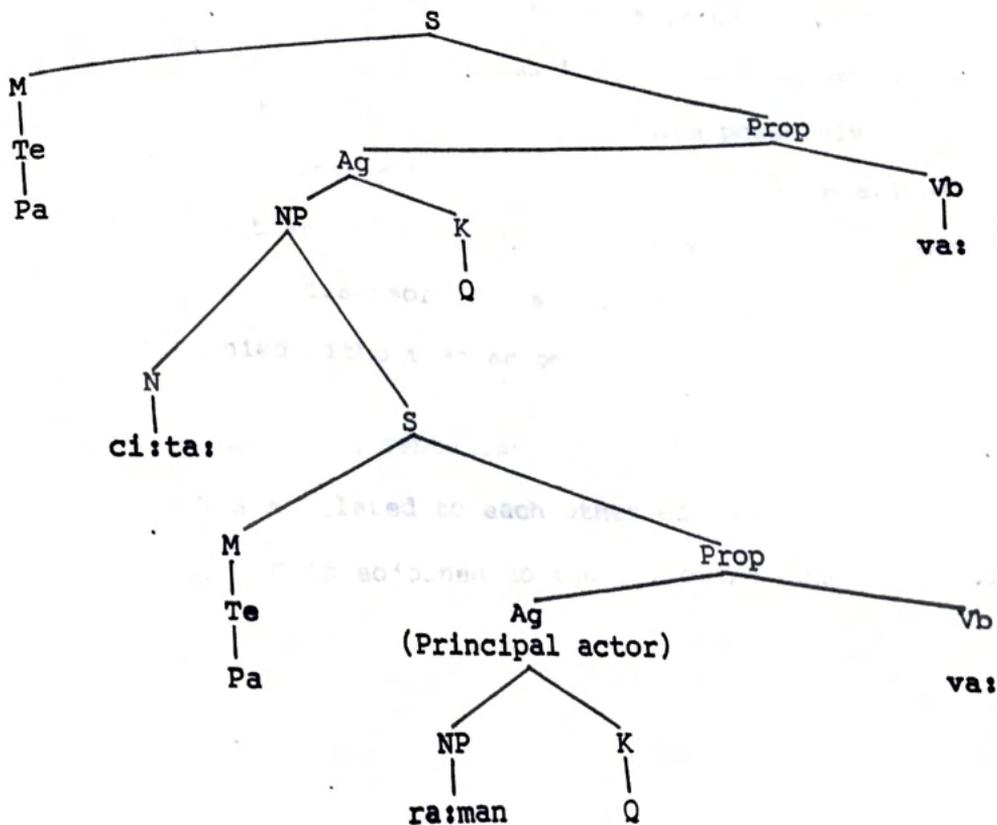 S
M
Prop
Te
Ag
Vb
Pa
NP
K
va:
Q
N
S
ci:ta:
M
Prop
Te
Ag
Vb
(Principal actor)
Pa
va:
NP
K
ra:man
Q